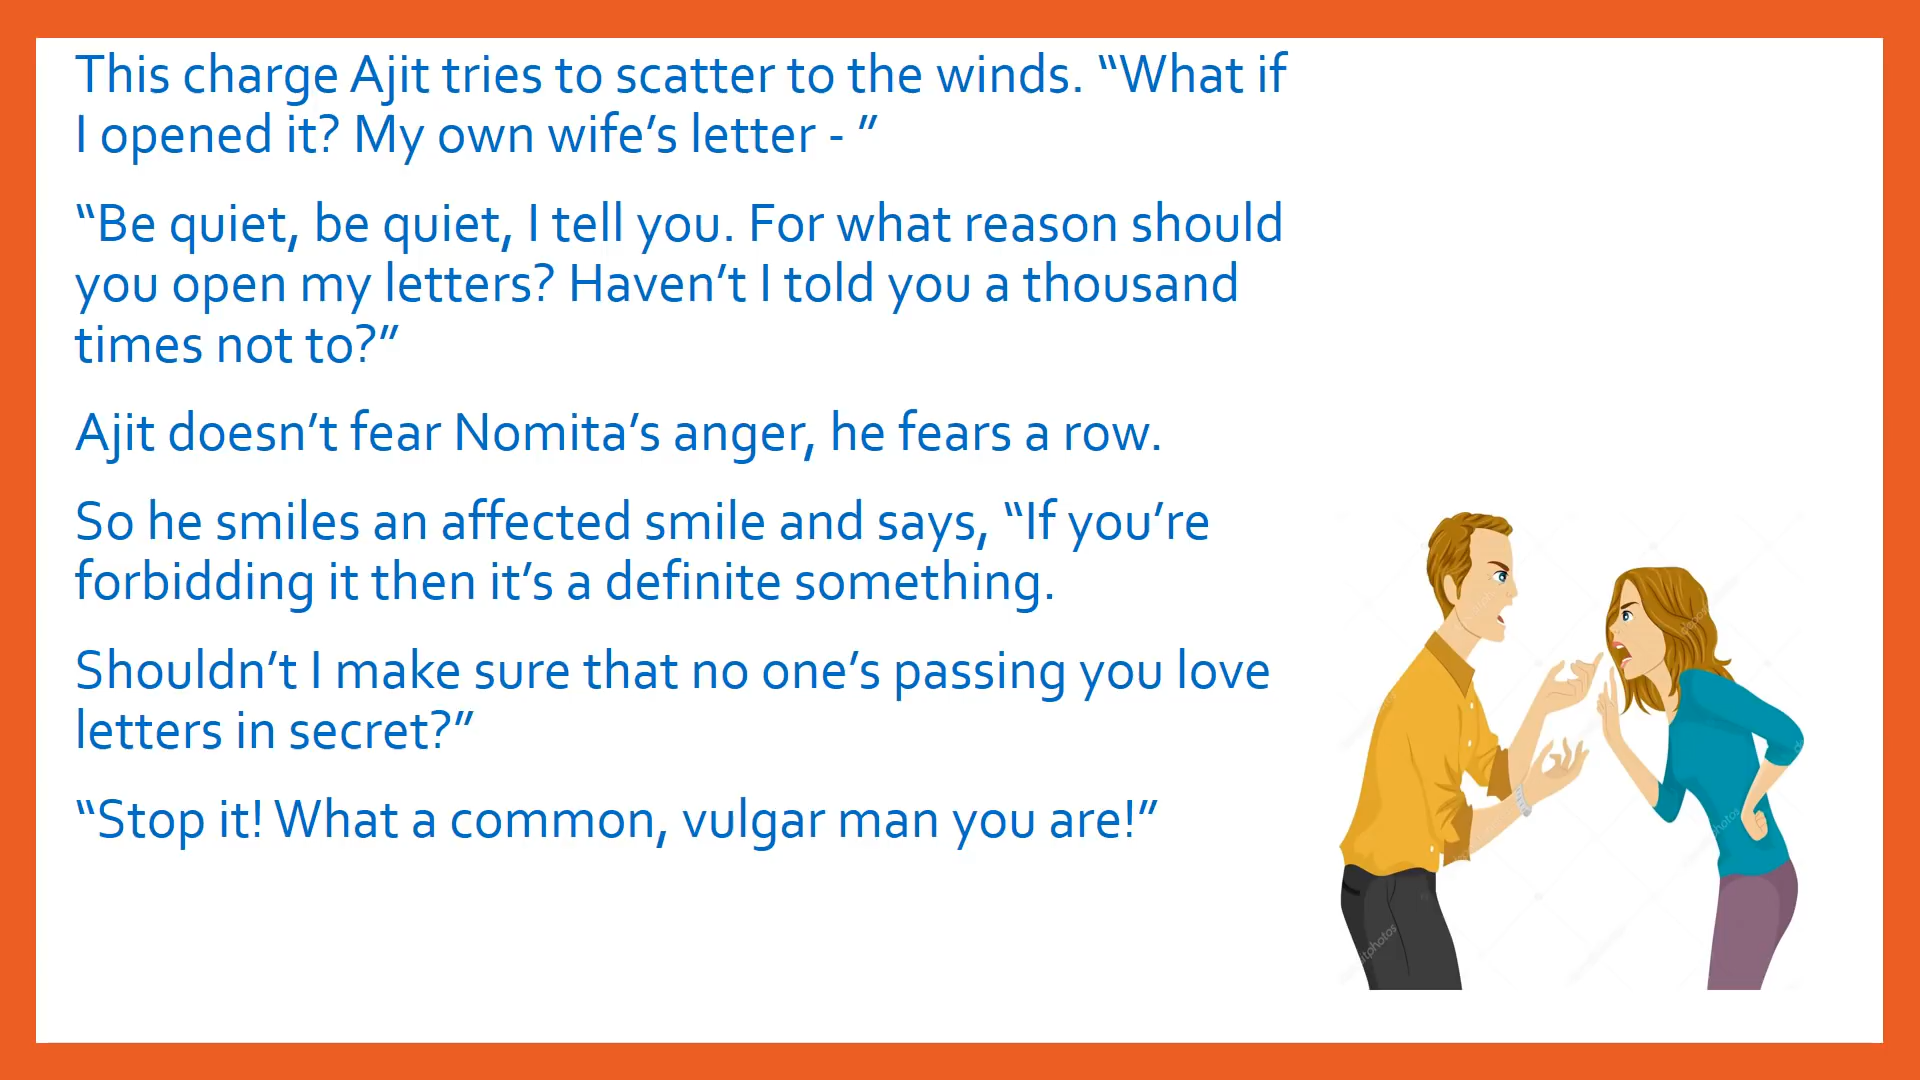 This charge Ajit tries to scatter to the winds. “What if
I opened it? My own wife’s letter - ”
“Be quiet, be quiet, I tell you. For what reason should
you open my letters? Haven’t I told you a thousand
times not to?”
Ajit doesn’t fear Nomita’s anger, he fears a row.
So he smiles an affected smile and says, “If you’re
forbidding it then it’s a definite something.
Shouldn’t I make sure that no one’s passing you love
letters in secret?”
“Stop it! What a common, vulgar man you are!”